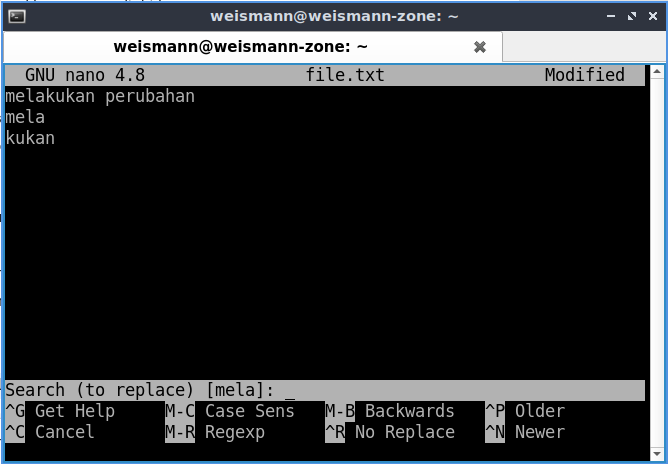 weismann@weismann-zone: ~
weismann@weismann-zone: ~
GNU nano 4.8 file.txt Modified
melakukan perubahan
mela
kukan
Search (to replace) [mela]: _
^G Get Help M-C Case Sens M-B Backwards ^P Older
^C Cancel M-R Regexp ^R No Replace ^N Newer